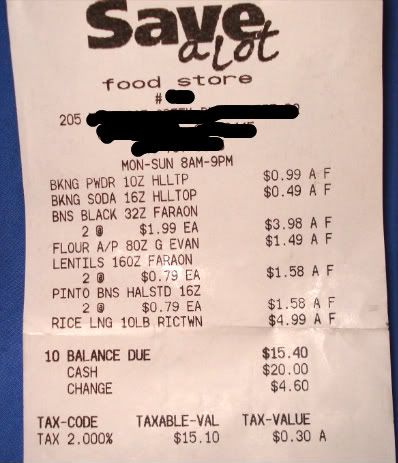 Save
a lot
food store
#
205
MON-SUN 8AM-9PM
BKNG PWDR 10Z HLLTP $0.99 A F
BKNG SODA 16Z HLLTOP $0.49 A F
BNS BLACK 32Z FARAON
2 @ $1.99 EA $3.98 A F
FLOUR A/P 80Z G EVAN $1.49 A F
LENTILS 16OZ FARAON
2 @ $0.79 EA $1.58 A F
PINTO BNS HALSTD 16Z
2 @ $0.79 EA $1.58 A F
RICE LNG 10LB RICTWN $4.99 A F
10 BALANCE DUE $15.40
CASH $20.00
CHANGE $4.60
TAX-CODE TAXABLE-VAL TAX-VALUE
TAX 2.000% $15.10 $0.30 A